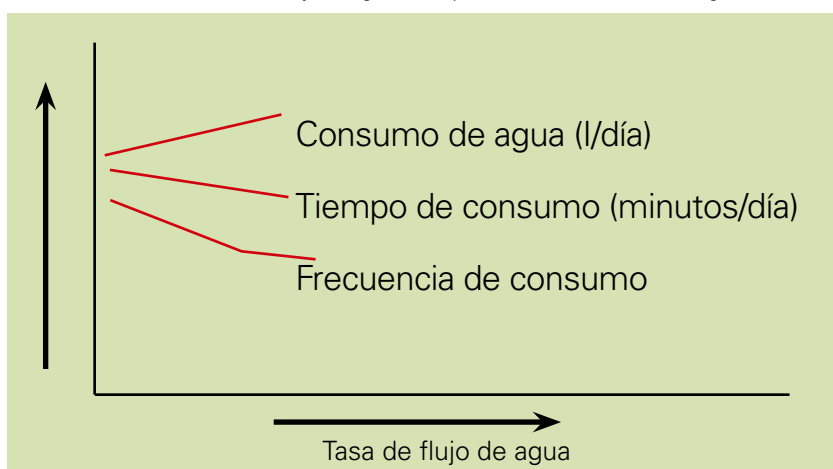 Consumo de agua (l/día)
Tiempo de consumo (minutos/día)
Frecuencia de consumo
Tasa de flujo de agua